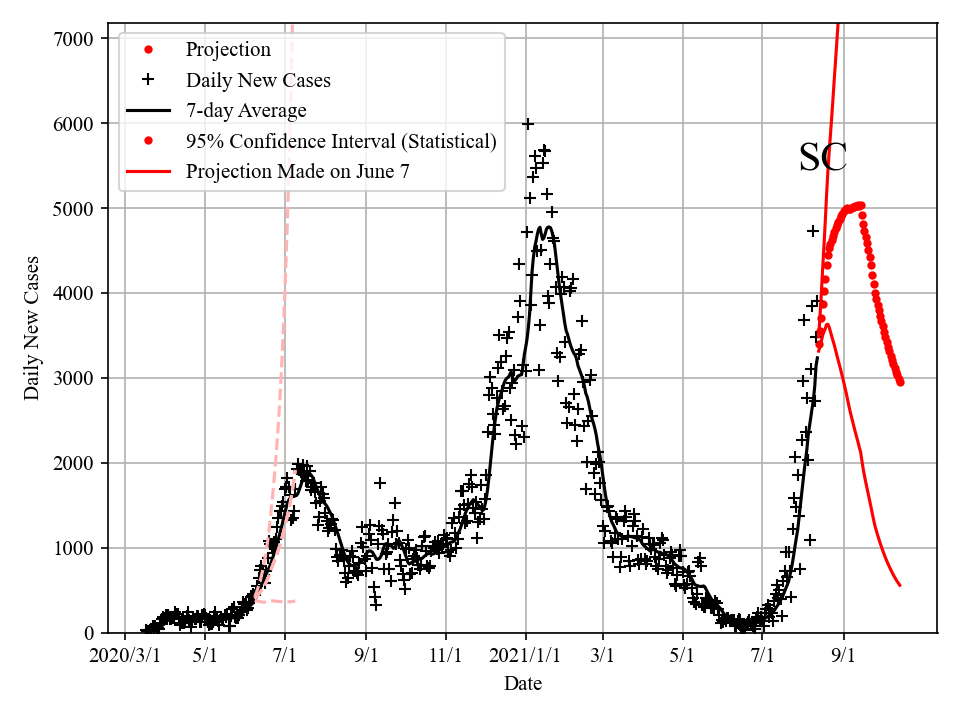 7000
6000
5000
4000
3000
2000
1000
0
Daily New Cases
Projection
Daily New Cases
7-day Average
95% Confidence Interval (Statistical)
Projection Made on June 7
SC
2020/3/1 5/1 7/1 9/1 11/1 2021/1/1 3/1 5/1 7/1 9/1
Date